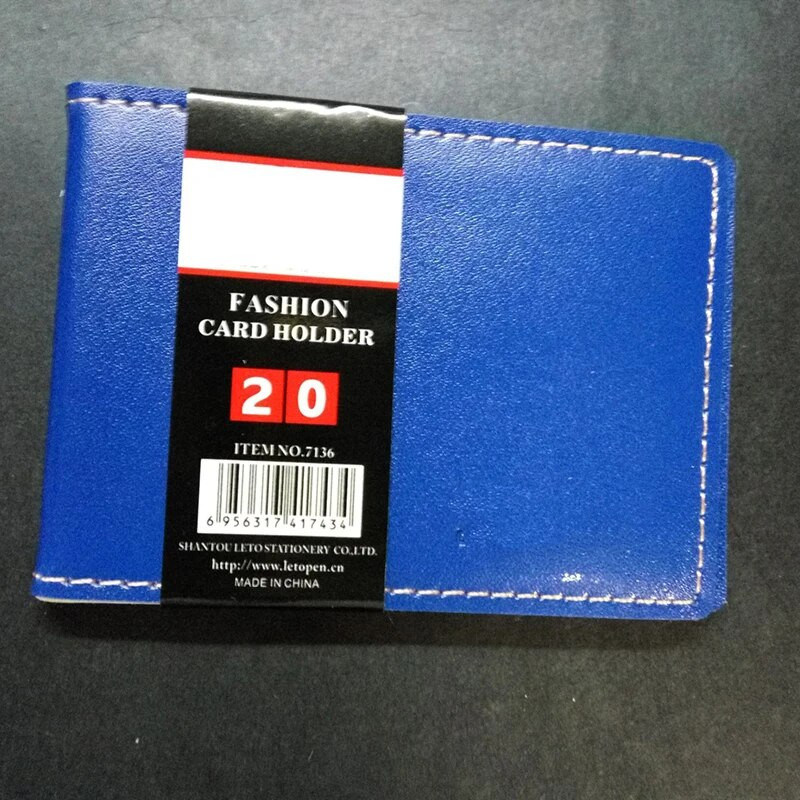 FASHION
CARD HOLDER
20
ITEM NO.7136
6 956317 417434
SHANTOU LETO STATIONERY CO.,LTD.
http://www.letopen.cn
MADE IN CHINA